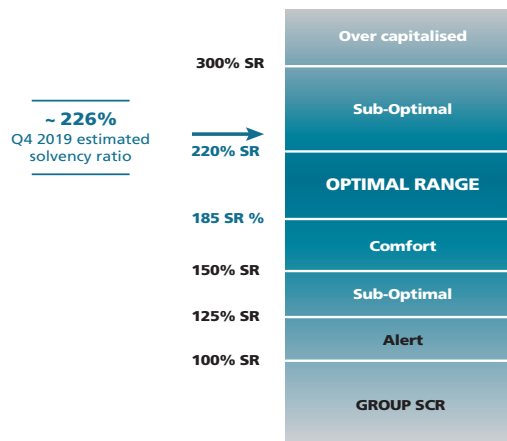 Over capitalised
300% SR
Sub-Optimal
~ 226%
Q4 2019 estimated
solvency ratio
220% SR
OPTIMAL RANGE
185 SR %
Comfort
150% SR
Sub-Optimal
125% SR
Alert
100% SR
GROUP SCR